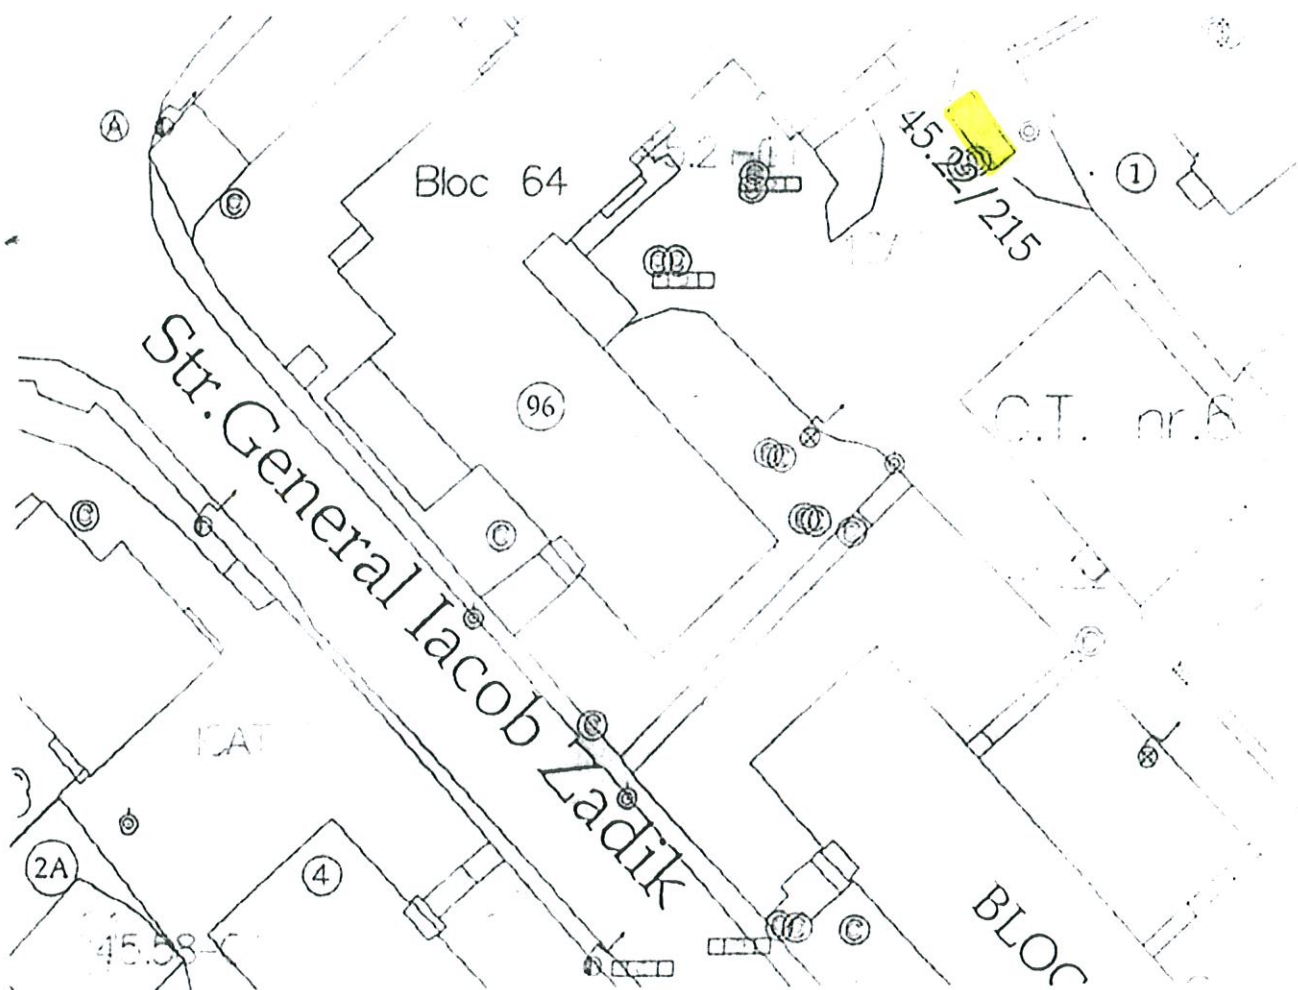 A
Bloc 64
C
45.22/215
1
Str. General Iacob Zadik
96
C.T. nr.6
C
C
C
C
C
2A
4
C
BLOC